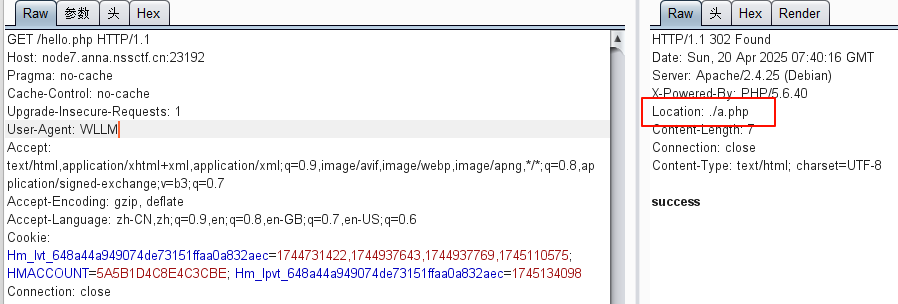 Raw 参数 头 Hex
GET /hello.php HTTP/1.1
Host: node7.anna.nssctf.cn:23192
Pragma: no-cache
Cache-Control: no-cache
Upgrade-Insecure-Requests: 1
User-Agent: WLLM
Accept:
text/html,application/xhtml+xml,application/xml;q=0.9,image/avif,image/webp,image/apng,*/*;q=0.8,ap
plication/signed-exchange;v=b3;q=0.7
Accept-Encoding: gzip, deflate
Accept-Language: zh-CN,zh;q=0.9,en;q=0.8,en-GB;q=0.7,en-US;q=0.6
Cookie:
Hm_lvt_648a44a949074de73151ffaa0a832aec=1744731422,1744937643,1744937769,1745110575;
HMACCOUNT=5A5B1D4C8E4C3CBE; Hm_lpvt_648a44a949074de73151ffaa0a832aec=1745134098
Connection: close
Raw 头 Hex Render
HTTP/1.1 302 Found
Date: Sun, 20 Apr 2025 07:40:16 GMT
Server: Apache/2.4.25 (Debian)
X-Powered-By: PHP/5.6.40
Location: ./a.php
Content-Length: 7
Connection: close
Content-Type: text/html; charset=UTF-8
success